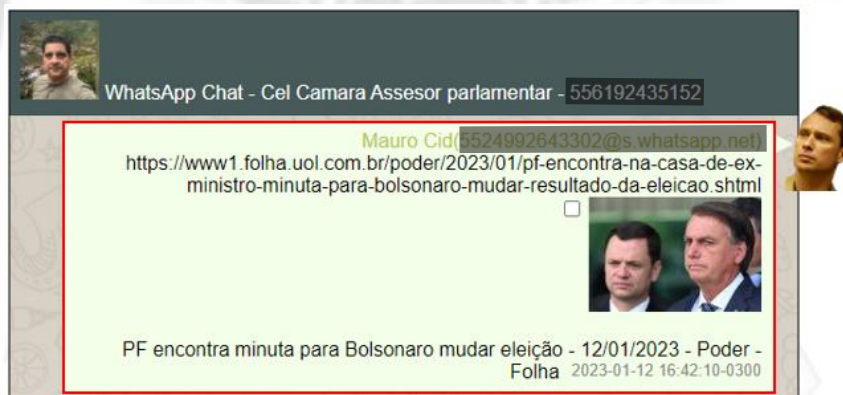 WhatsApp Chat - Cel Camara Assesor parlamentar - 556192435152
Mauro Cid(5524992643302@s.whatsapp.net)
https://www1.folha.uol.com.br/poder/2023/01/pf-encontra-na-casa-de-ex-
ministro-minuta-para-bolsonaro-mudar-resultado-da-eleicao.shtml
PF encontra minuta para Bolsonaro mudar eleição - 12/01/2023 - Poder -
Folha 2023-01-12 16:42:10-0300